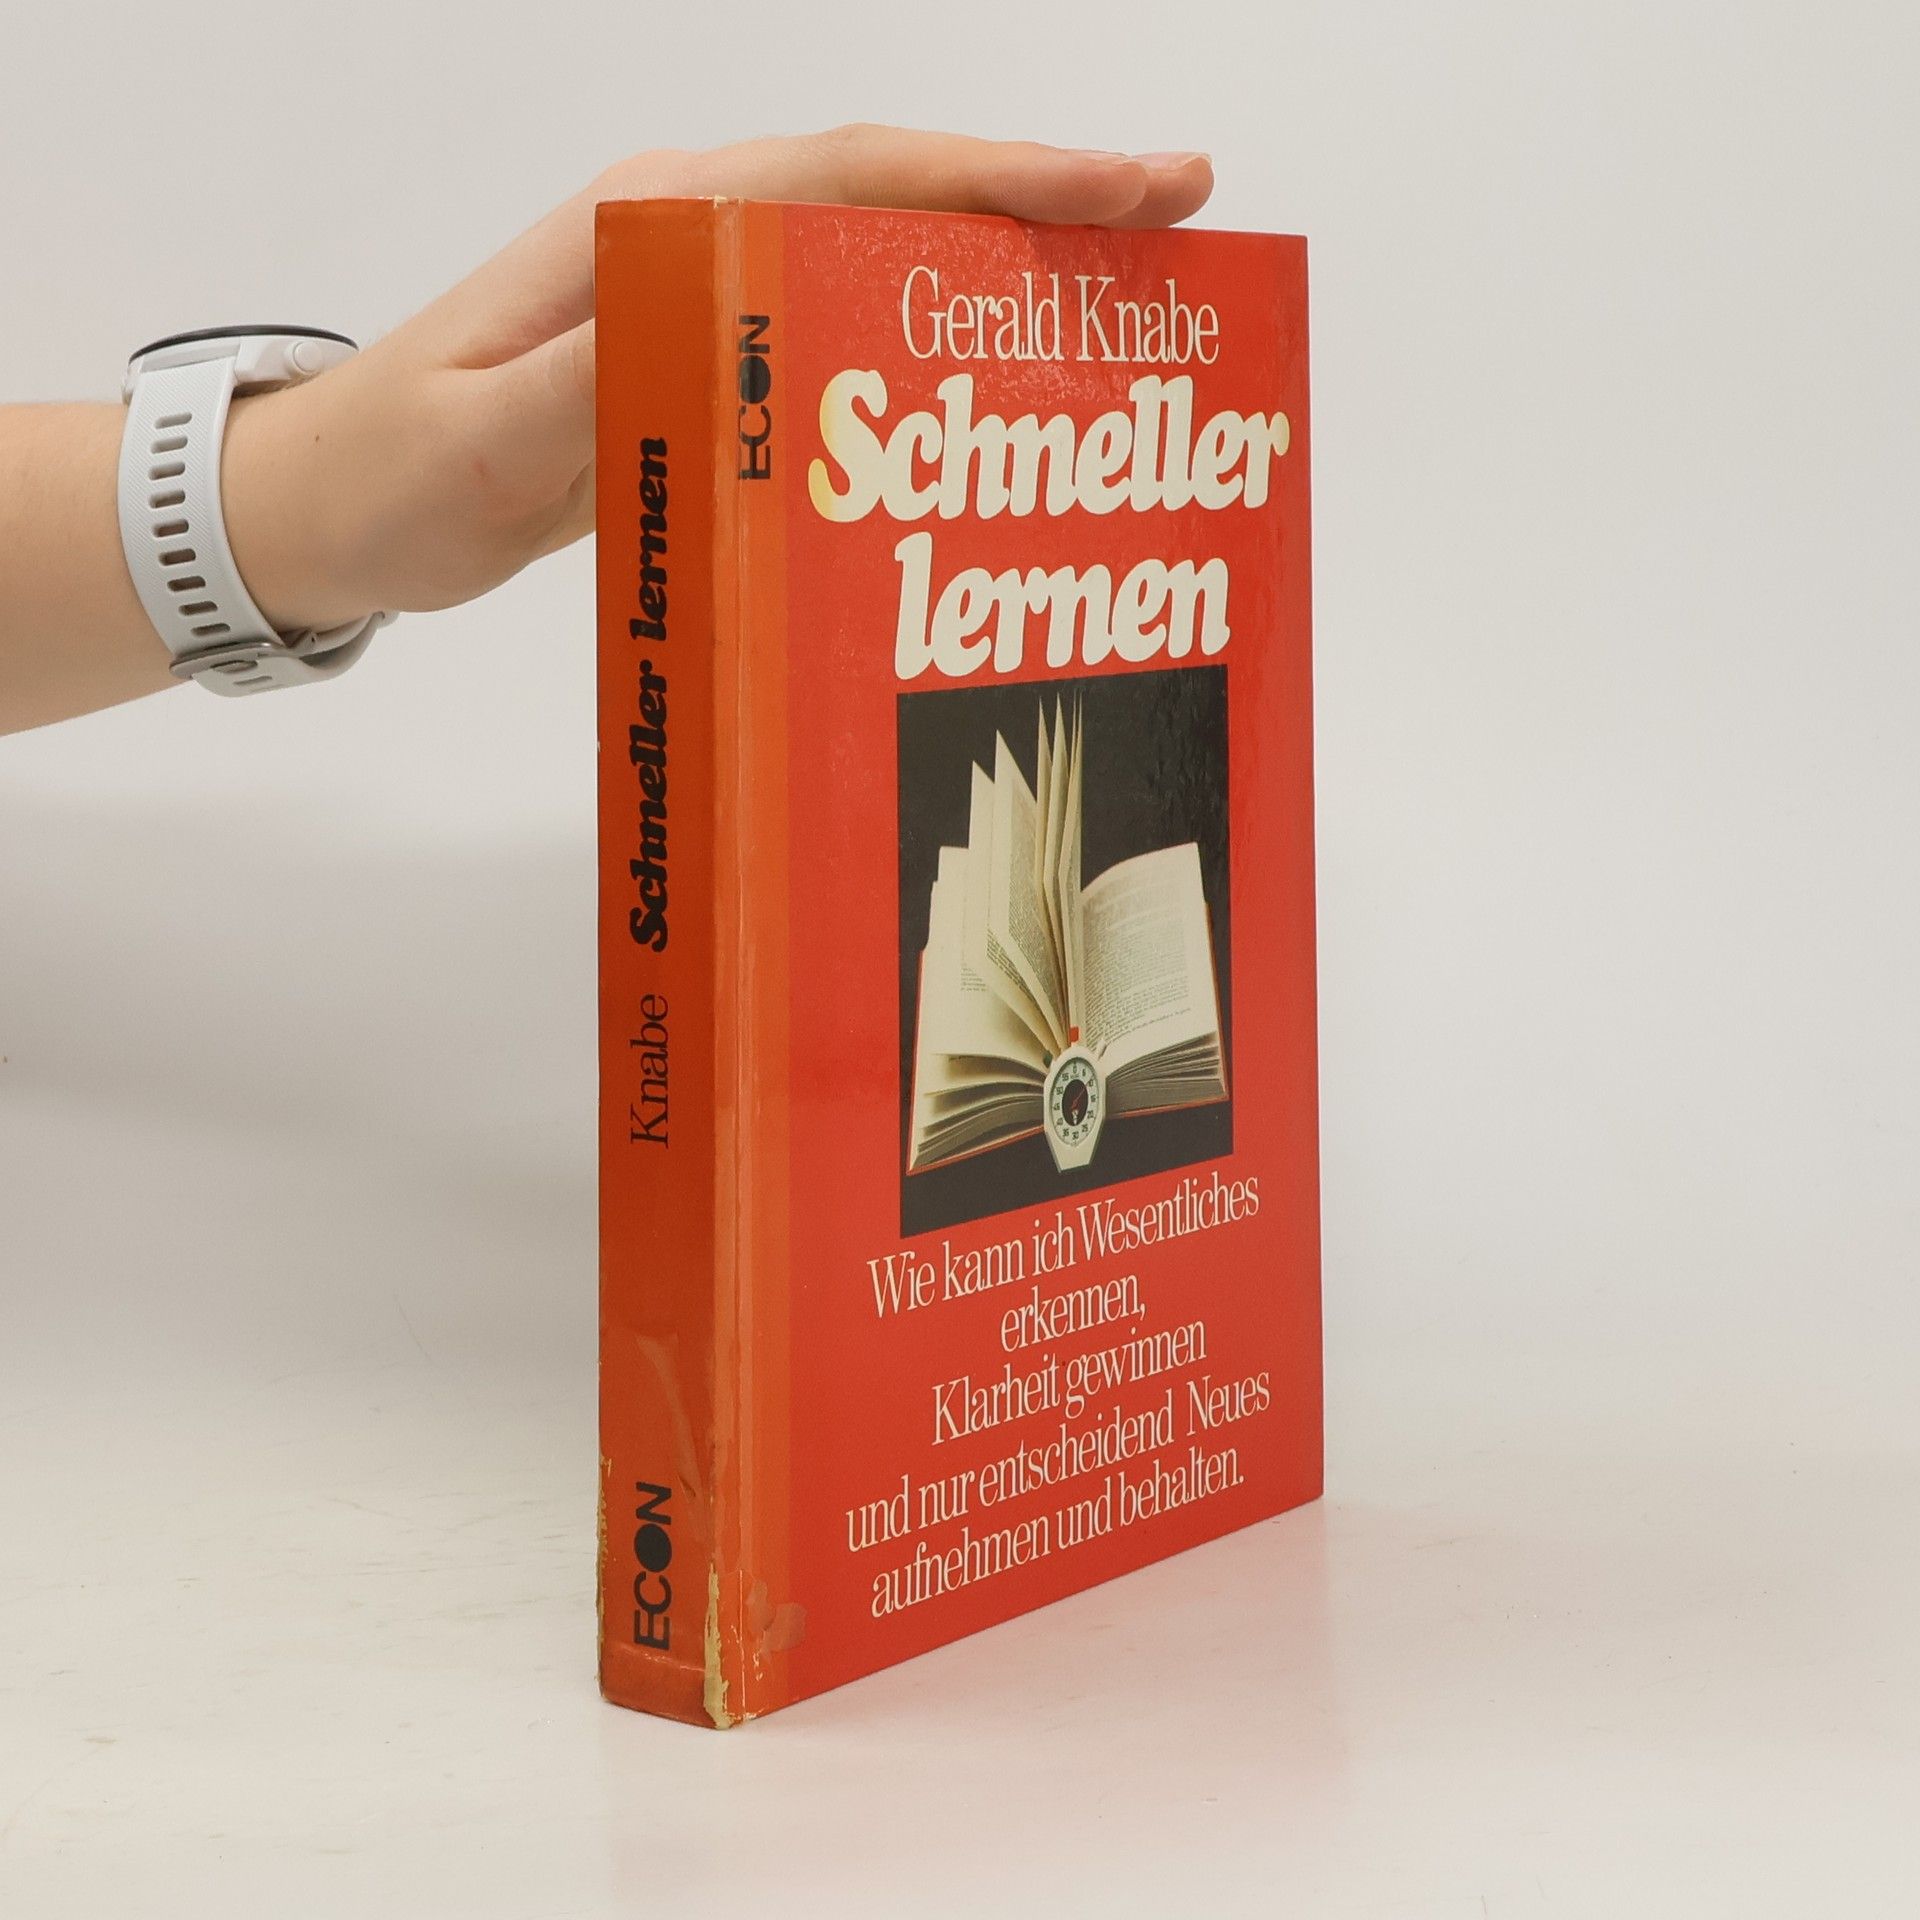 Gerald Knabe
Schneller
lernen
Wie kann ich Wesentliches
erkennen,
Klarheit gewinnen
und nur entscheidend Neues
aufnehmen und behalten.
ECON
Knabe Schneller lernen
ECON